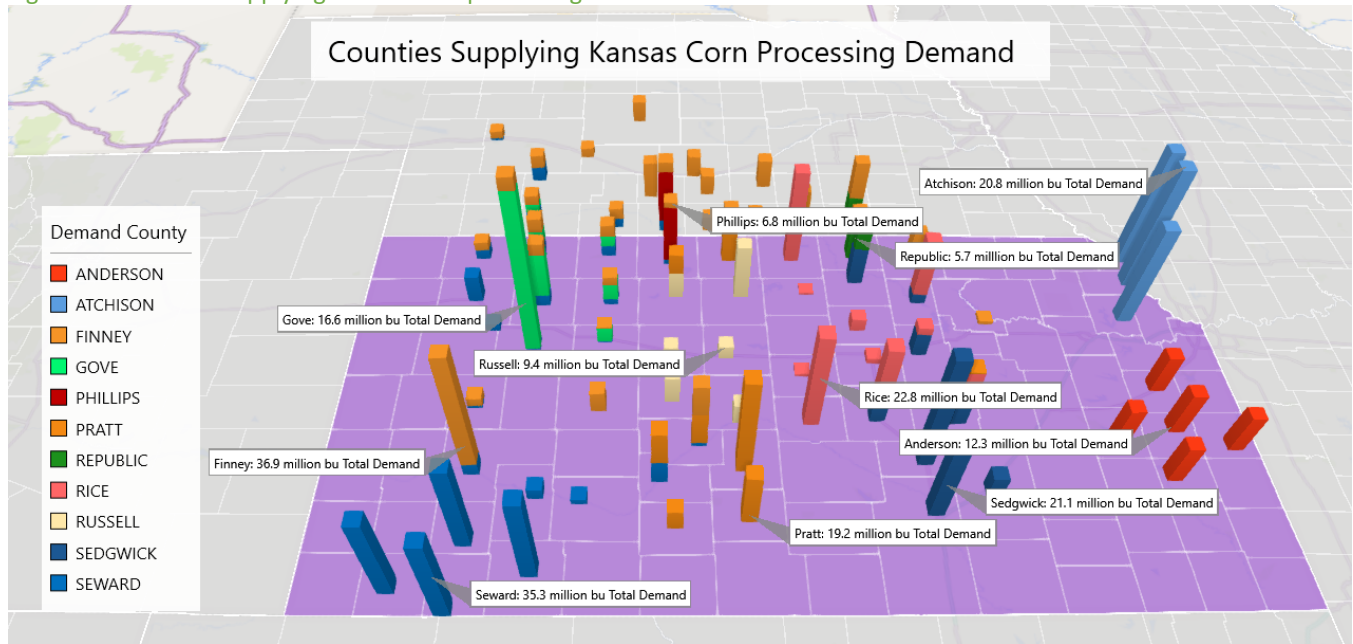 Counties Supplying Kansas Corn Processing Demand
Atchison: 20.8 million bu Total Demand
Phillips: 6.8 million bu Total Demand
Republic: 5.7 milllion bu Total Demand
Demand County
ANDERSON
ATCHISON
FINNEY
GOVE
PHILLIPS
PRATT
REPUBLIC
RICE
RUSSELL
SEDGWICK
SEWARD
Gove: 16.6 million bu Total Demand
Russell: 9.4 million bu Total Demand
Rice: 22.8 million bu Total Demand
Anderson: 12.3 million bu Total Demand
Finney: 36.9 million bu Total Demand
Sedgwick: 21.1 million bu Total Demand
Pratt: 19.2 million bu Total Demand
Seward: 35.3 million bu Total Demand